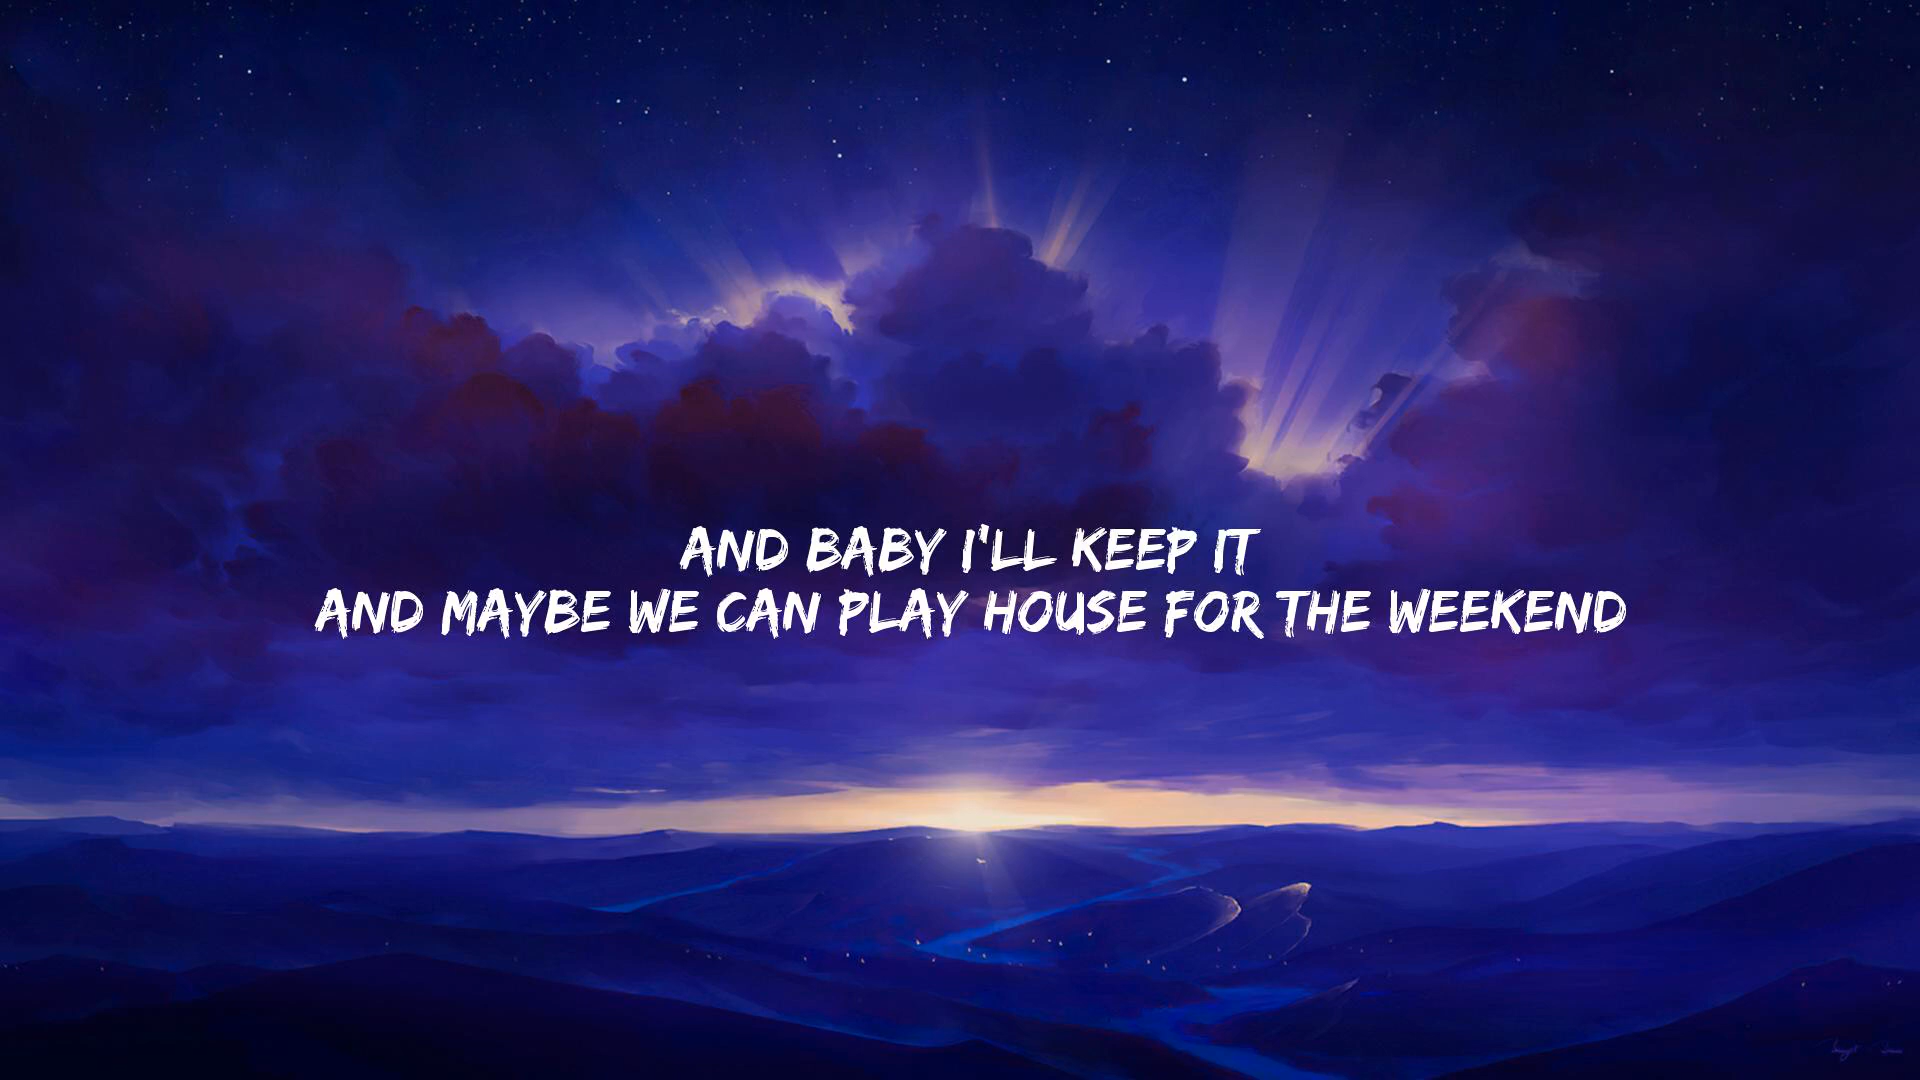 AND BABY I'LL KEEP IT
AND MAYBE WE CAN PLAY HOUSE FOR THE WEEKEND